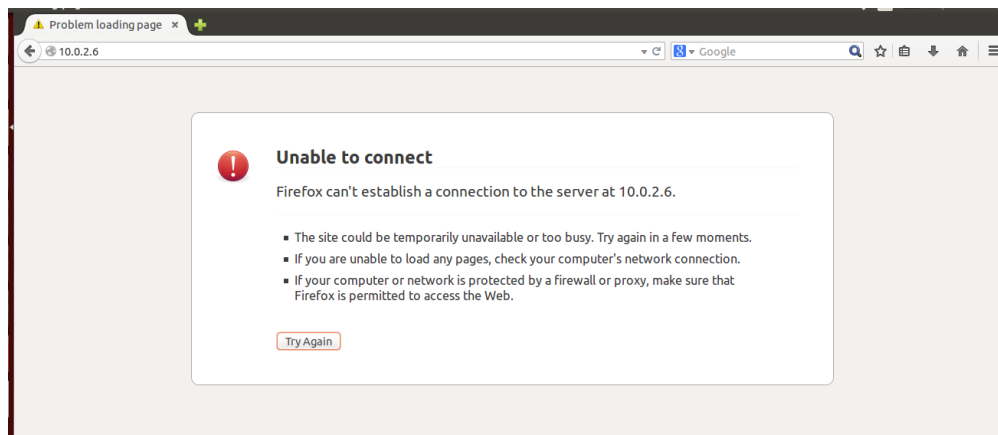 Problem loading page
10.0.2.6
Google
Unable to connect
Firefox can't establish a connection to the server at 10.0.2.6.
The site could be temporarily unavailable or too busy. Try again in a few moments.
If you are unable to load any pages, check your computer's network connection.
If your computer or network is protected by a firewall or proxy, make sure that
Firefox is permitted to access the Web.
Try Again